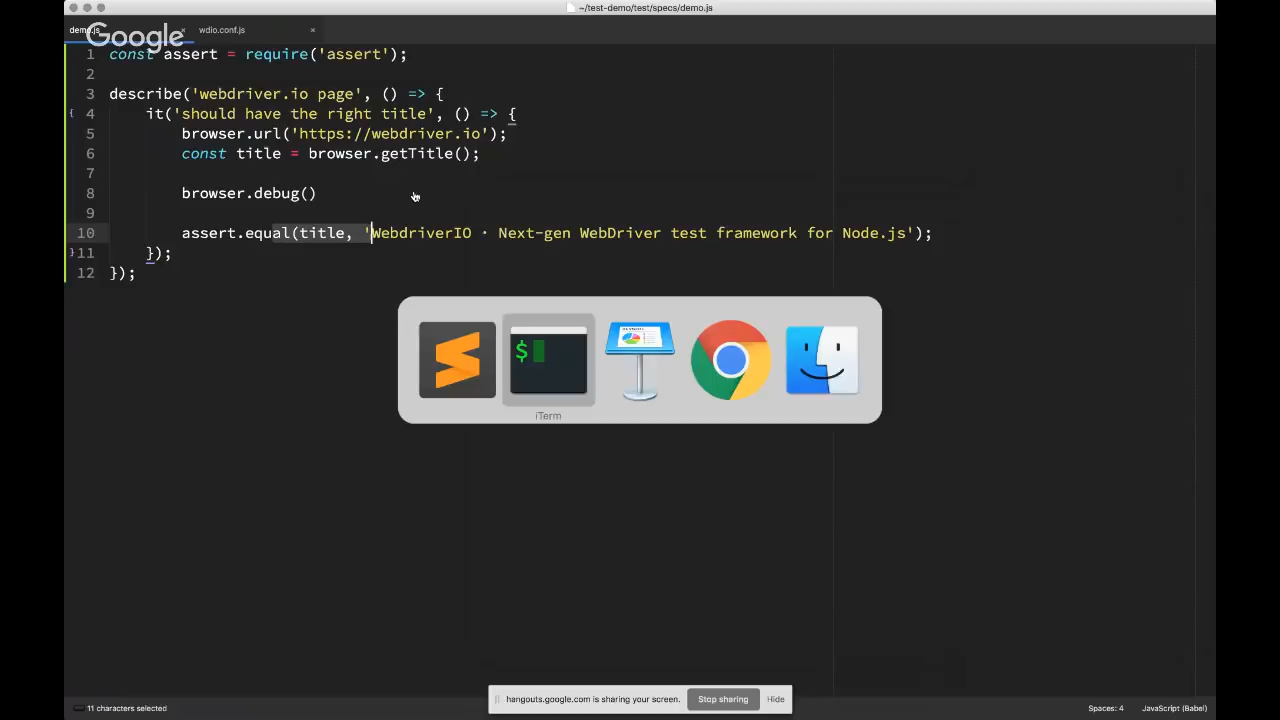 ~/test-demo/test/specs/demo.js
demo.js × wdio.conf.js ×
Google
1 const assert = require('assert');
2
3 describe('webdriver.io page', () => {
{ 4 it('should have the right title', () => {
5 browser.url('https://webdriver.io');
6 const title = browser.getTitle();
7
8 browser.debug()
9
10 assert.equal(title, 'WebdriverIO · Next-gen WebDriver test framework for Node.js');
} 11 });
12 });
$
iTerm
hangouts.google.com is sharing your screen. Stop sharing Hide
11 characters selected Spaces: 4 JavaScript (Babel)